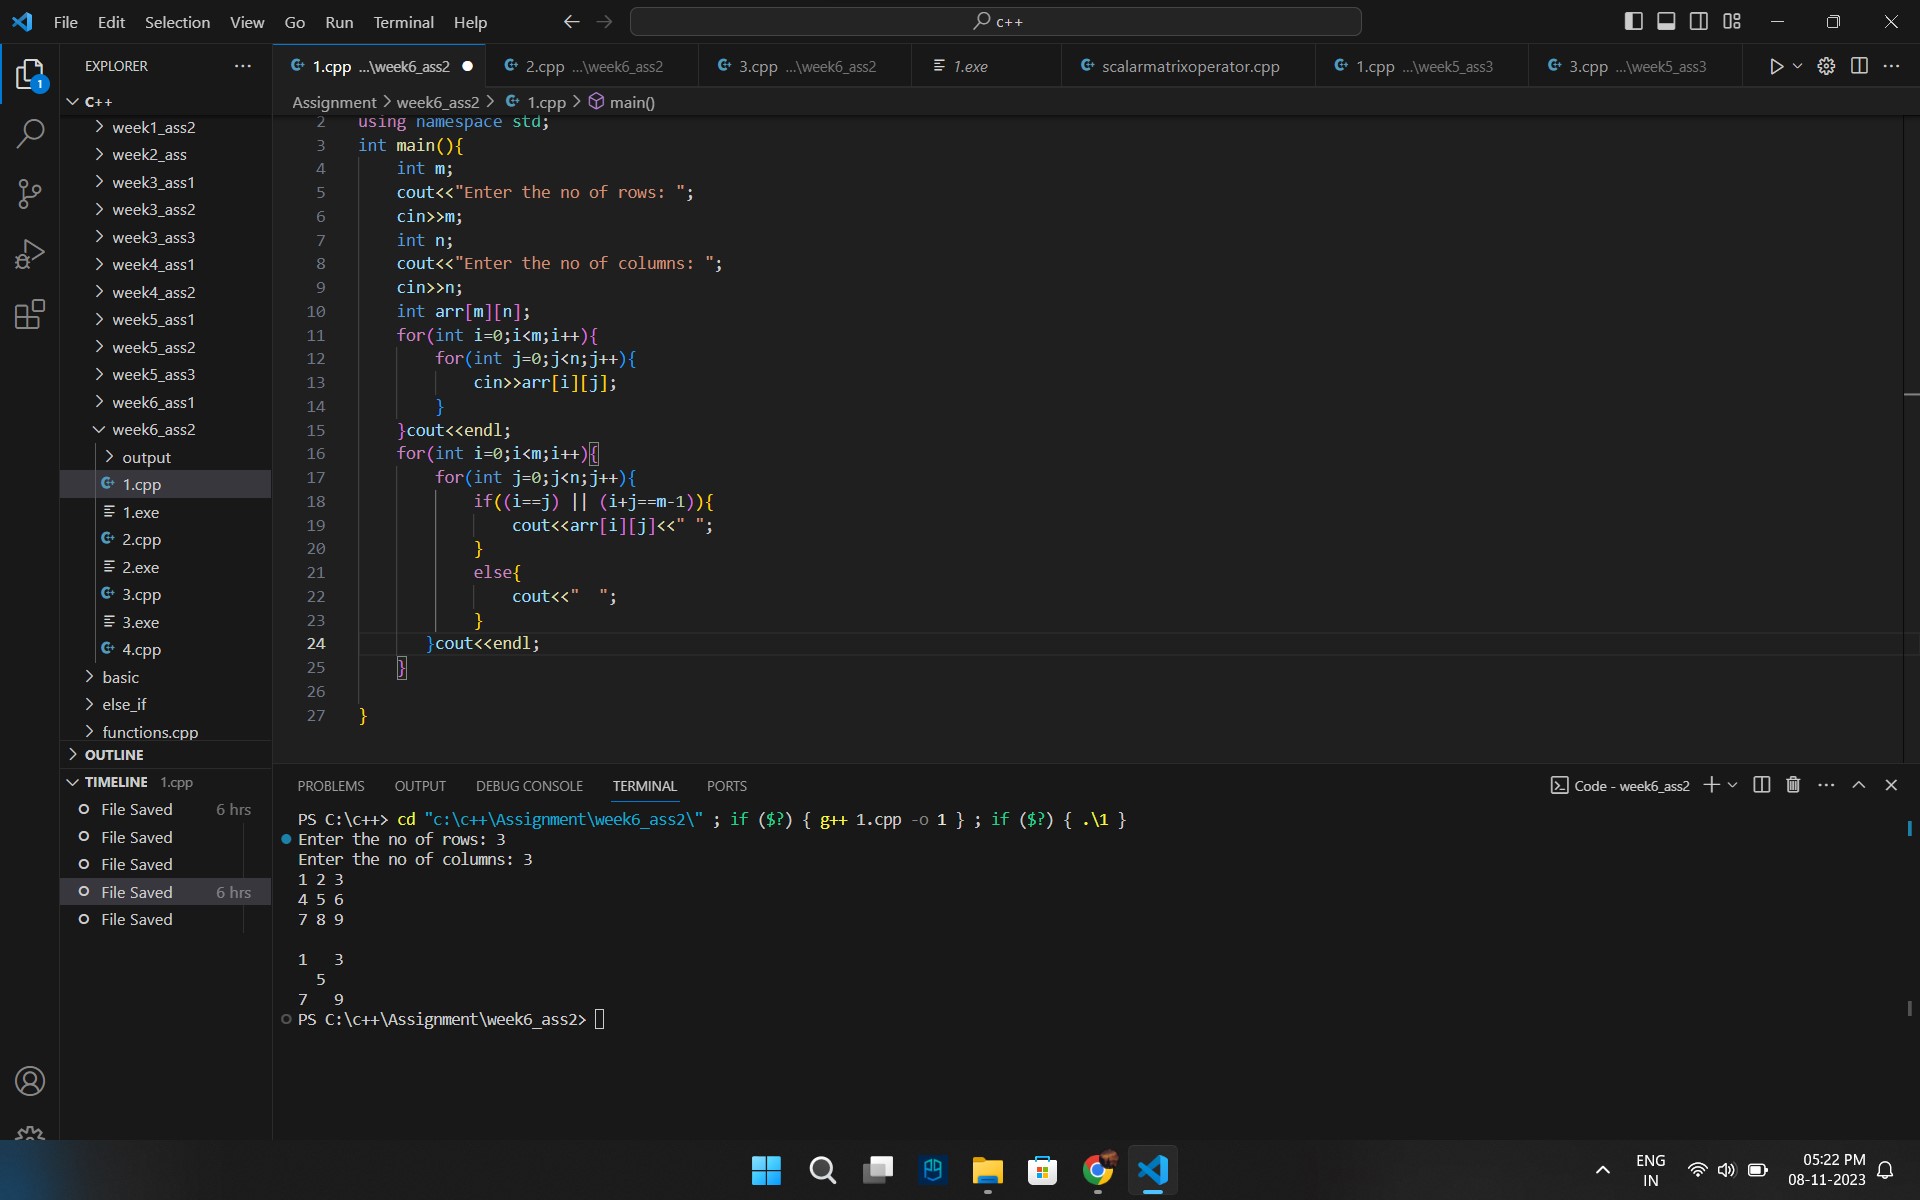 File Edit Selection View Go Run Terminal Help
c++
EXPLORER
1.cpp ...\week6_ass2
2.cpp ...\week6_ass2
3.cpp ...\week6_ass2
1.exe
scalarmatrixoperator.cpp
1.cpp ...\week5_ass3
3.cpp ...\week5_ass3
1
C++
week1_ass2
week2_ass
week3_ass1
week3_ass2
week3_ass3
week4_ass1
week4_ass2
week5_ass1
week5_ass2
week5_ass3
week6_ass1
week6_ass2
output
1.cpp
1.exe
2.cpp
2.exe
3.cpp
3.exe
4.cpp
basic
else_if
functions.cpp
OUTLINE
TIMELINE 1.cpp
File Saved 6 hrs
File Saved
File Saved
File Saved 6 hrs
File Saved
Assignment > week6_ass2 > 1.cpp > main()
2 using namespace std;
3 int main(){
4 int m;
5 cout<<"Enter the no of rows: ";
6 cin>>m;
7 int n;
8 cout<<"Enter the no of columns: ";
9 cin>>n;
10 int arr[m][n];
11 for(int i=0;i<m;i++){
12 for(int j=0;j<n;j++){
13 cin>>arr[i][j];
14 }
15 }cout<<endl;
16 for(int i=0;i<m;i++){
17 for(int j=0;j<n;j++){
18 if((i==j) || (i+j==m-1)){
19 cout<<arr[i][j]<<" ";
20 }
21 else{
22 cout<<"  ";
23 }
24 }cout<<endl;
25 }
26
27 }
PROBLEMS OUTPUT DEBUG CONSOLE TERMINAL PORTS
Code - week6_ass2
PS C:\c++> cd "c:\c++\Assignment\week6_ass2\" ; if ($?) { g++ 1.cpp -o 1 } ; if ($?) { .\1 }
Enter the no of rows: 3
Enter the no of columns: 3
1 2 3
4 5 6
7 8 9
1   3
  5
7   9
PS C:\c++\Assignment\week6_ass2>
ENG
IN
05:22 PM
08-11-2023